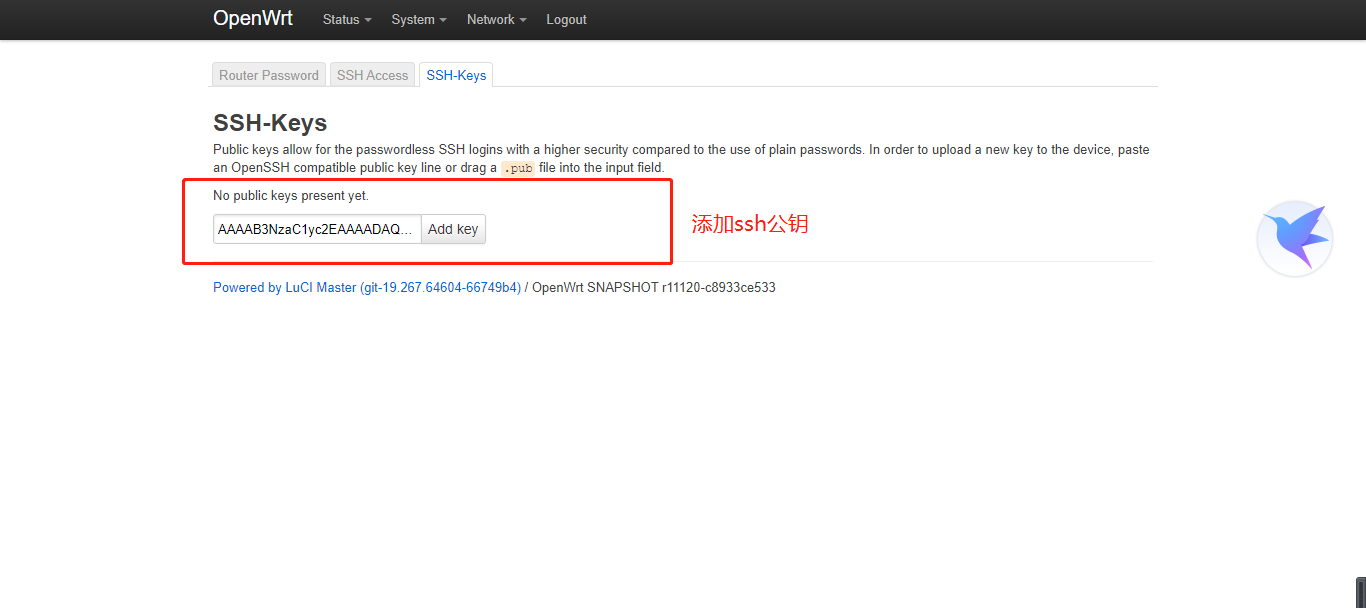 OpenWrt Status System Network Logout
Router Password SSH Access SSH-Keys
SSH-Keys
Public keys allow for the passwordless SSH logins with a higher security compared to the use of plain passwords. In order to upload a new key to the device, paste
an OpenSSH compatible public key line or drag a .pub file into the input field.
No public keys present yet.
AAAAB3NzaC1yc2EAAAADAQ... Add key
添加ssh公钥
Powered by LuCI Master (git-19.267.64604-66749b4) / OpenWrt SNAPSHOT r11120-c8933ce533